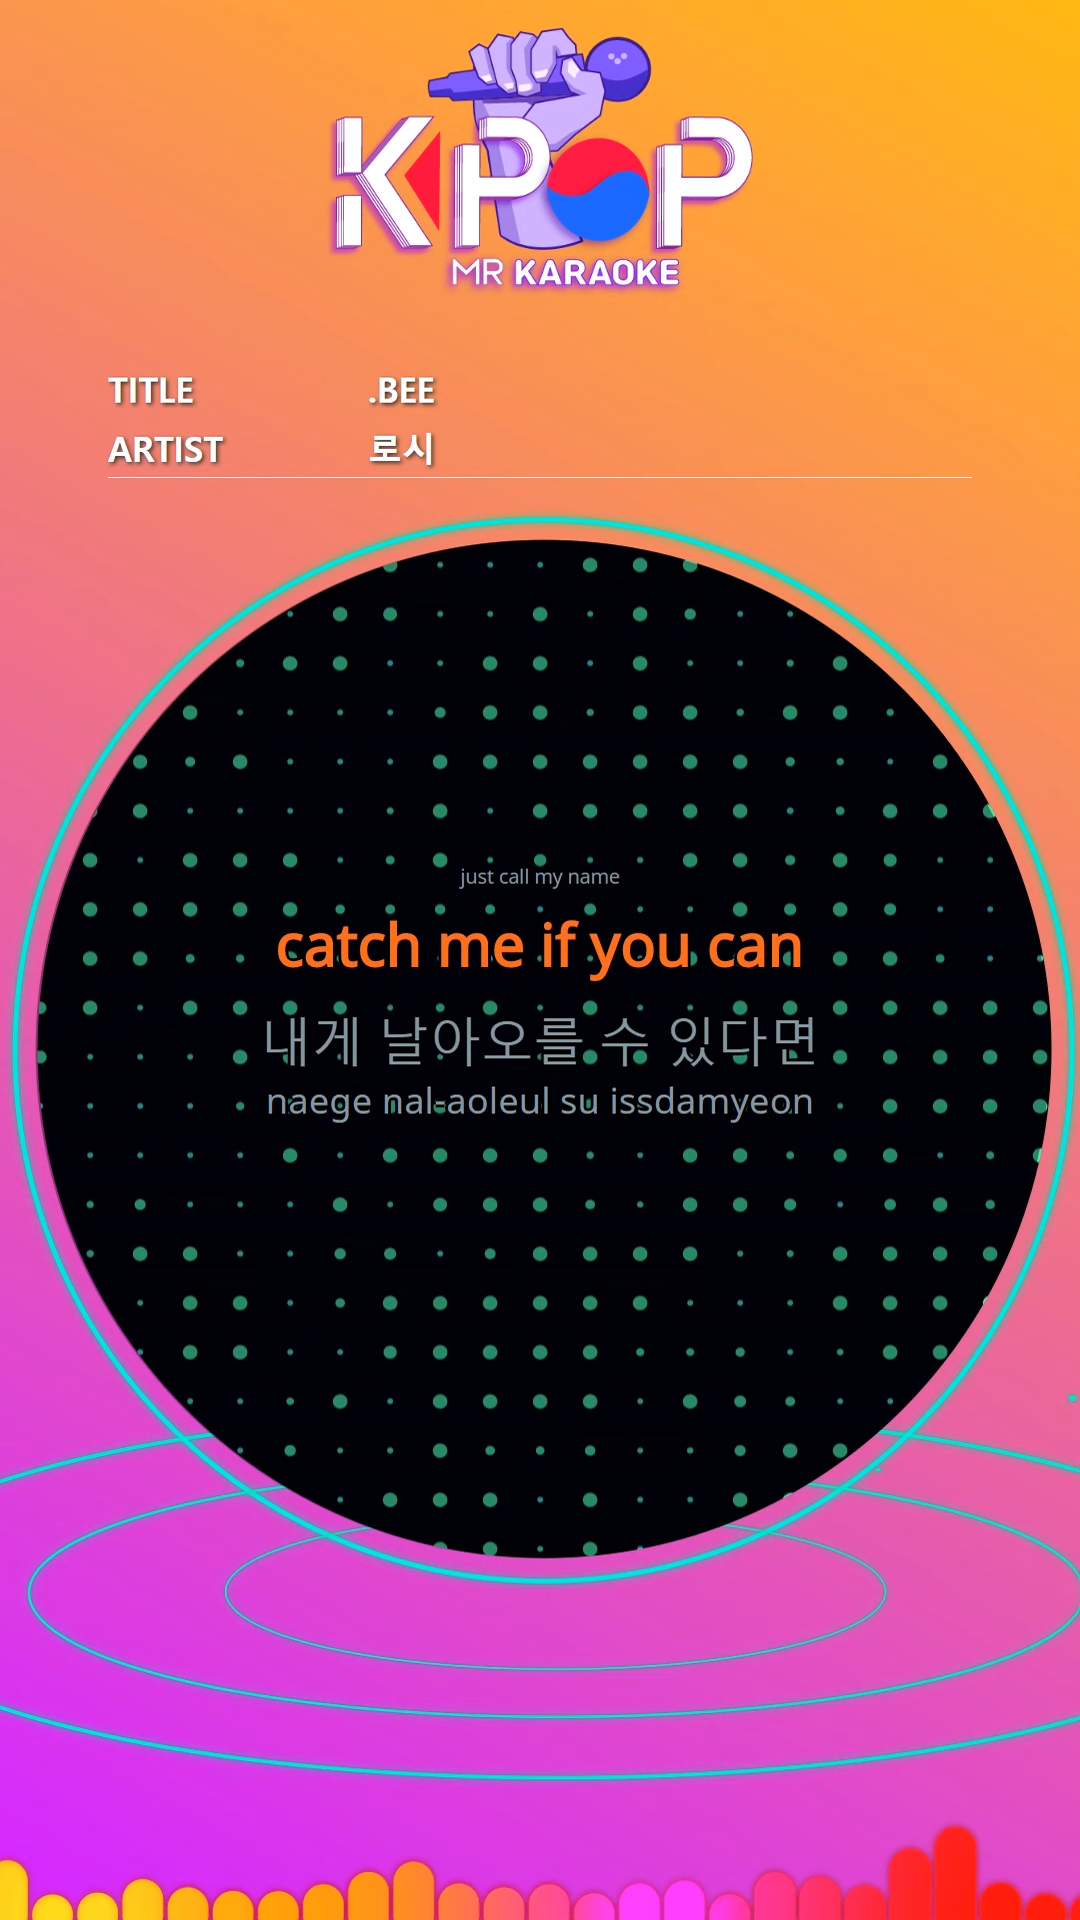 KPOP
MR KARAOKE
TITLE .BEE
ARTIST 로시
just call my name
catch me if you can
내게 날아오를 수 있다면
naege nal-aoleul su issdamyeon